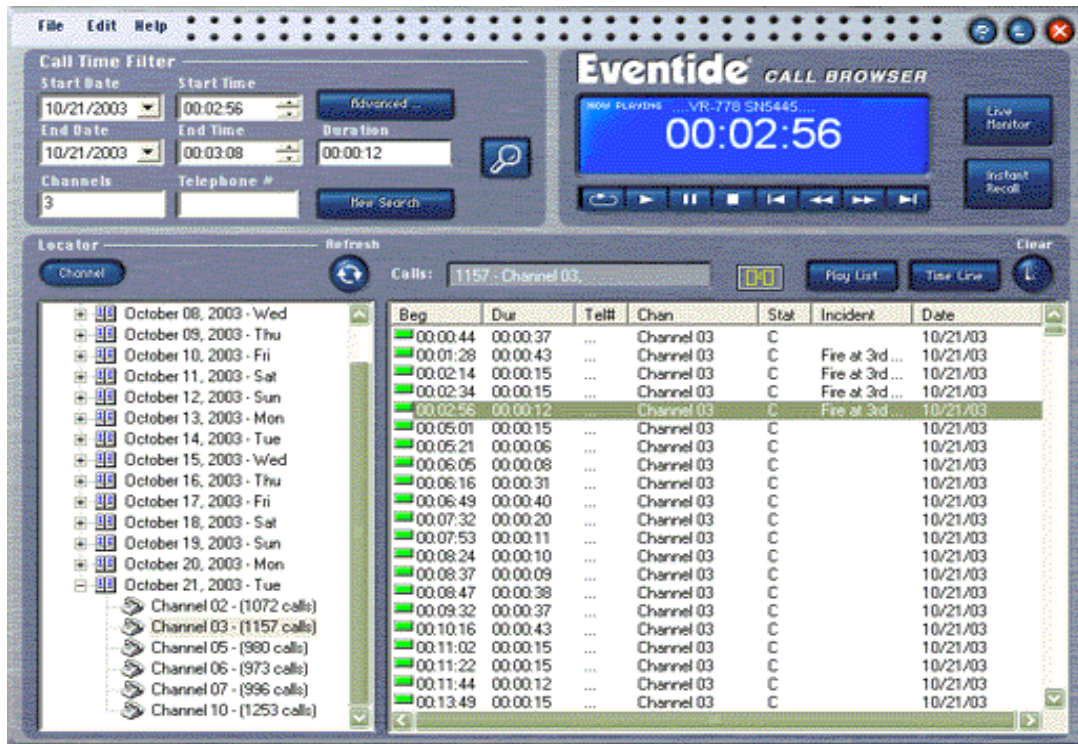 File Edit Help
Call Time Filter
Start Date Start Time
10/21/2003 00:02:56 Advanced ...
End Date End Time Duration
10/21/2003 00:03:08 00:00:12
Channels Telephone #
3 New Search
Eventide CALL BROWSER
NOW PLAYING ....VR-778 SN5445....
00:02:56
Live Monitor
Instant Recall
Locator Refresh Clear
Channel Calls: 1157 - Channel 03, Play List Time Line
October 08, 2003 - Wed
October 09, 2003 - Thu
October 10, 2003 - Fri
October 11, 2003 - Sat
October 12, 2003 - Sun
October 13, 2003 - Mon
October 14, 2003 - Tue
October 15, 2003 - Wed
October 16, 2003 - Thu
October 17, 2003 - Fri
October 18, 2003 - Sat
October 19, 2003 - Sun
October 20, 2003 - Mon
October 21, 2003 - Tue
Channel 02 - (1072 calls)
Channel 03 - (1157 calls)
Channel 05 - (980 calls)
Channel 06 - (973 calls)
Channel 07 - (996 calls)
Channel 10 - (1253 calls)
Beg Dur Tel# Chan Stat Incident Date
00:00:44 00:00:37 ... Channel 03 C 10/21/03
00:01:28 00:00:43 ... Channel 03 C Fire at 3rd ... 10/21/03
00:02:14 00:00:15 ... Channel 03 C Fire at 3rd ... 10/21/03
00:02:34 00:00:15 ... Channel 03 C Fire at 3rd ... 10/21/03
00:02:56 00:00:12 ... Channel 03 C Fire at 3rd ... 10/21/03
00:05:01 00:00:15 ... Channel 03 C 10/21/03
00:05:21 00:00:06 ... Channel 03 C 10/21/03
00:06:05 00:00:08 ... Channel 03 C 10/21/03
00:06:16 00:00:31 ... Channel 03 C 10/21/03
00:06:49 00:00:40 ... Channel 03 C 10/21/03
00:07:32 00:00:20 ... Channel 03 C 10/21/03
00:07:53 00:00:11 ... Channel 03 C 10/21/03
00:08:24 00:00:10 ... Channel 03 C 10/21/03
00:08:37 00:00:09 ... Channel 03 C 10/21/03
00:08:47 00:00:38 ... Channel 03 C 10/21/03
00:09:32 00:00:37 ... Channel 03 C 10/21/03
00:10:16 00:00:43 ... Channel 03 C 10/21/03
00:11:02 00:00:15 ... Channel 03 C 10/21/03
00:11:22 00:00:15 ... Channel 03 C 10/21/03
00:11:44 00:00:12 ... Channel 03 C 10/21/03
00:13:49 00:00:15 ... Channel 03 C 10/21/03